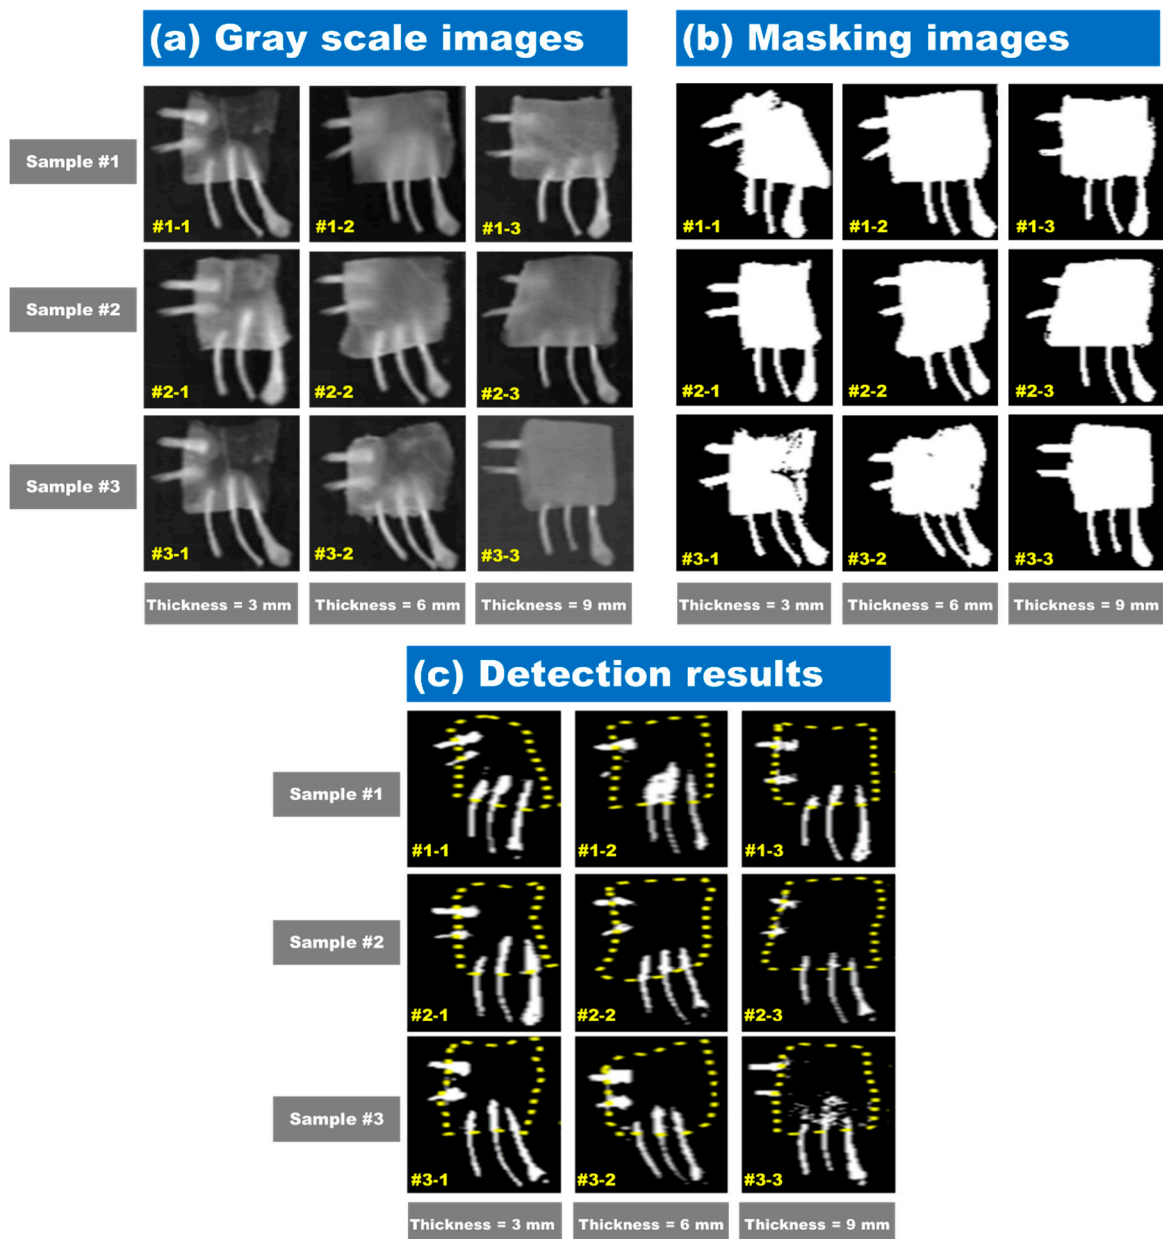 (a) Gray scale images
(b) Masking images
Sample #1
#1-1
#1-2
#1-3
#1-1
#1-2
#1-3
Sample #2
#2-1
#2-2
#2-3
#2-1
#2-2
#2-3
Sample #3
#3-1
#3-2
#3-3
#3-1
#3-2
#3-3
Thickness = 3 mm
Thickness = 6 mm
Thickness = 9 mm
Thickness = 3 mm
Thickness = 6 mm
Thickness = 9 mm
(c) Detection results
Sample #1
#1-1
#1-2
#1-3
Sample #2
#2-1
#2-2
#2-3
Sample #3
#3-1
#3-2
#3-3
Thickness = 3 mm
Thickness = 6 mm
Thickness = 9 mm